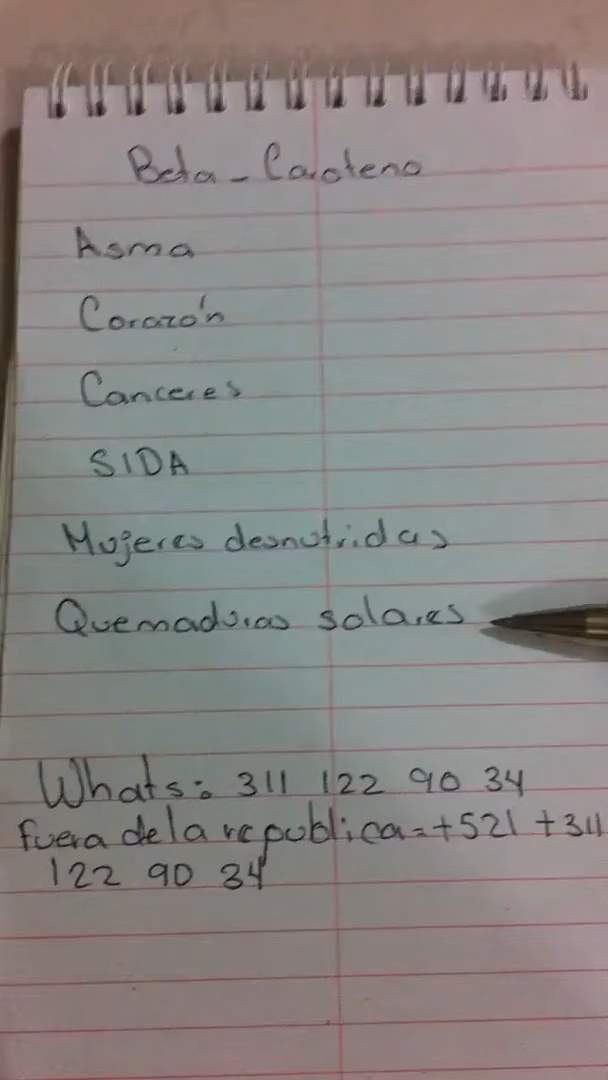 Beta - Caroteno
Asma
Corazón
Canceres
SIDA
Mujeres desnutridas
Quemaduras solares
Whats: 311 122 90 34
fuera de la republica = +521 +311
122 90 34